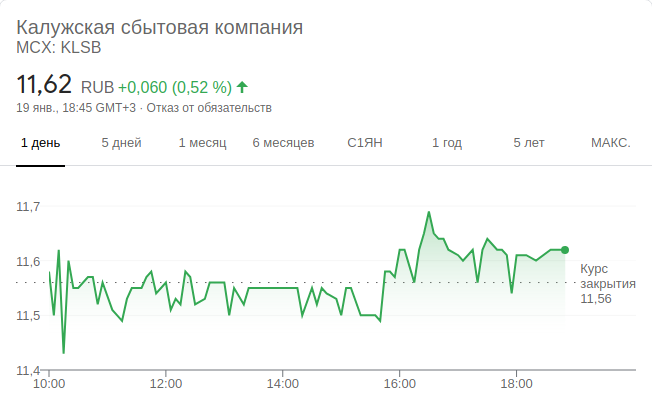 Калужская сбытовая компания
MCX: KLSB
11,62 RUB +0,060 (0,52 %)
19 янв., 18:45 GMT+3 · Отказ от обязательств
1 день 5 дней 1 месяц 6 месяцев С1ЯН 1 год 5 лет МАКС.
11,7
11,6
Курс
закрытия
11,56
11,5
11,4
10:00 12:00 14:00 16:00 18:00